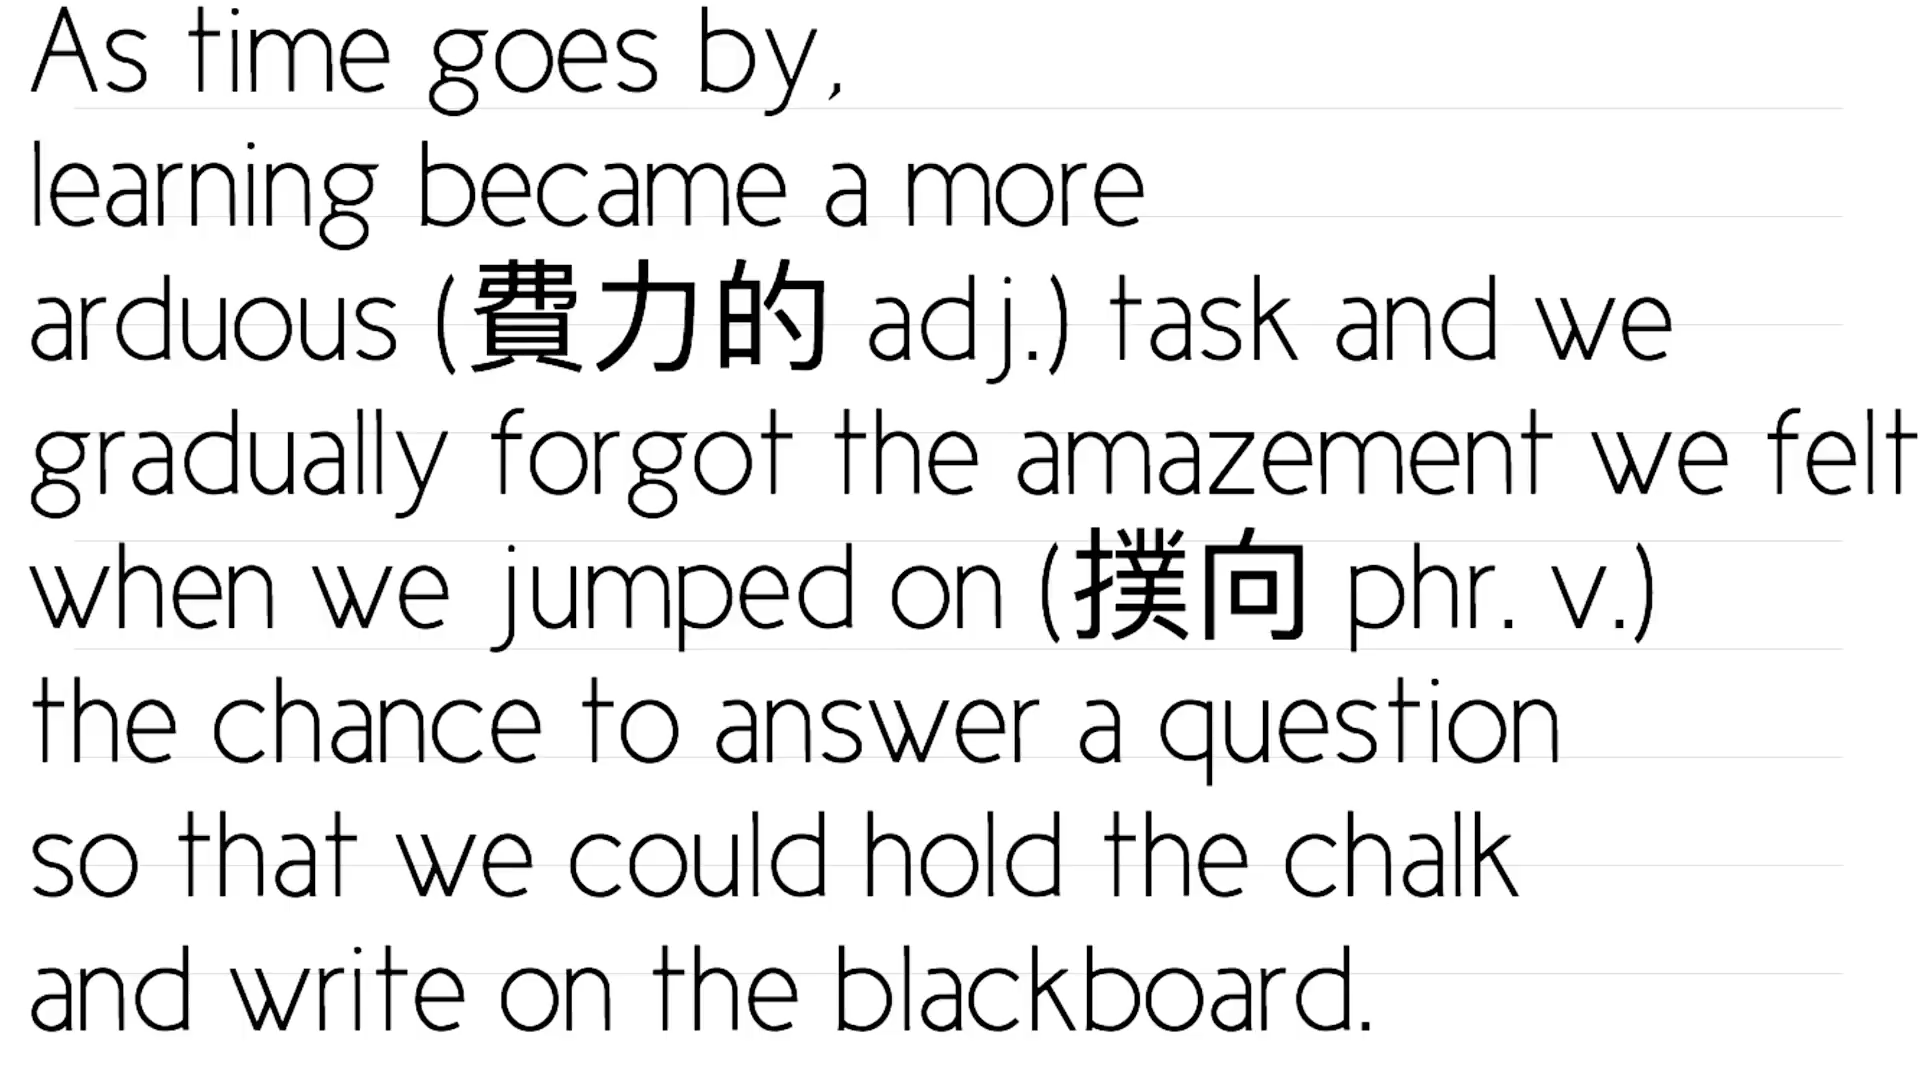 As time goes by,
learning became a more
arduous (費力的 adj.) task and we
gradually forgot the amazement we felt
when we jumped on (撲向 phr. v.)
the chance to answer a question
so that we could hold the chalk
and write on the blackboard.